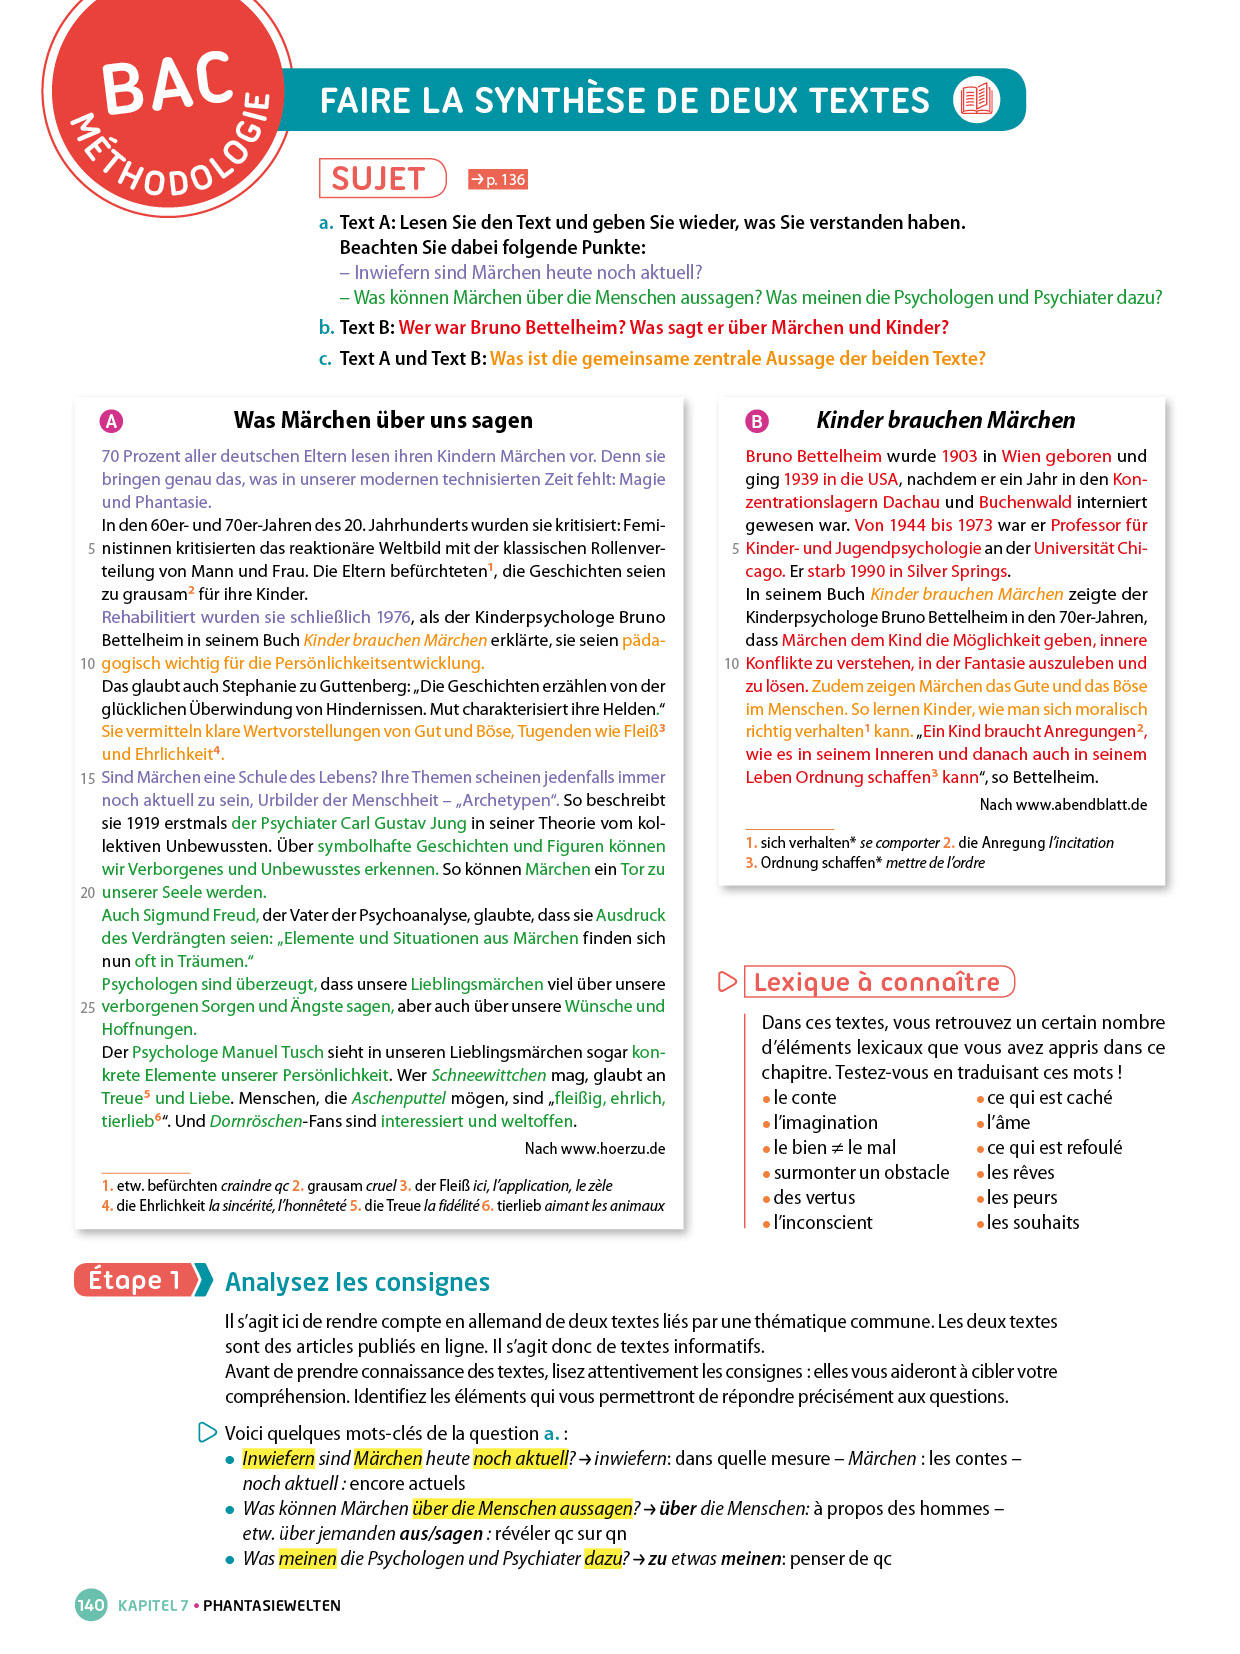 BAC
MÉTHODOLOGIE
FAIRE LA SYNTHÈSE DE DEUX TEXTES
SUJET
→ p. 136
a. Text A: Lesen Sie den Text und geben Sie wieder, was Sie verstanden haben.
Beachten Sie dabei folgende Punkte:
– Inwiefern sind Märchen heute noch aktuell?
– Was können Märchen über die Menschen aussagen? Was meinen die Psychologen und Psychiater dazu?
b. Text B: Wer war Bruno Bettelheim? Was sagt er über Märchen und Kinder?
c. Text A und Text B: Was ist die gemeinsame zentrale Aussage der beiden Texte?
A Was Märchen über uns sagen
70 Prozent aller deutschen Eltern lesen ihren Kindern Märchen vor. Denn sie
bringen genau das, was in unserer modernen technisierten Zeit fehlt: Magie
und Phantasie.
In den 60er- und 70er-Jahren des 20. Jahrhunderts wurden sie kritisiert: Femi-
5 nistinnen kritisierten das reaktionäre Weltbild mit der klassischen Rollenver-
teilung von Mann und Frau. Die Eltern befürchteten1, die Geschichten seien
zu grausam2 für ihre Kinder.
Rehabilitiert wurden sie schließlich 1976, als der Kinderpsychologe Bruno
Bettelheim in seinem Buch Kinder brauchen Märchen erklärte, sie seien päda-
10 gogisch wichtig für die Persönlichkeitsentwicklung.
Das glaubt auch Stephanie zu Guttenberg: „Die Geschichten erzählen von der
glücklichen Überwindung von Hindernissen. Mut charakterisiert ihre Helden.“
Sie vermitteln klare Wertvorstellungen von Gut und Böse, Tugenden wie Fleiß3
und Ehrlichkeit4.
15 Sind Märchen eine Schule des Lebens? Ihre Themen scheinen jedenfalls immer
noch aktuell zu sein, Urbilder der Menschheit – „Archetypen“. So beschreibt
sie 1919 erstmals der Psychiater Carl Gustav Jung in seiner Theorie vom kol-
lektiven Unbewussten. Über symbolhafte Geschichten und Figuren können
wir Verborgenes und Unbewusstes erkennen. So können Märchen ein Tor zu
20 unserer Seele werden.
Auch Sigmund Freud, der Vater der Psychoanalyse, glaubte, dass sie Ausdruck
des Verdrängten seien: „Elemente und Situationen aus Märchen finden sich
nun oft in Träumen.“
Psychologen sind überzeugt, dass unsere Lieblingsmärchen viel über unsere
25 verborgenen Sorgen und Ängste sagen, aber auch über unsere Wünsche und
Hoffnungen.
Der Psychologe Manuel Tusch sieht in unseren Lieblingsmärchen sogar kon-
krete Elemente unserer Persönlichkeit. Wer Schneewittchen mag, glaubt an
Treue5 und Liebe. Menschen, die Aschenputtel mögen, sind „fleißig, ehrlich,
tierlieb6“. Und Dornröschen-Fans sind interessiert und weltoffen.
Nach www.hoerzu.de
1. etw. befürchten craindre qc 2. grausam cruel 3. der Fleiß ici, l’application, le zèle
4. die Ehrlichkeit la sincérité, l’honnêteté 5. die Treue la fidélité 6. tierlieb aimant les animaux
B Kinder brauchen Märchen
Bruno Bettelheim wurde 1903 in Wien geboren und
ging 1939 in die USA, nachdem er ein Jahr in den Kon-
zentrationslagern Dachau und Buchenwald interniert
gewesen war. Von 1944 bis 1973 war er Professor für
5 Kinder- und Jugendpsychologie an der Universität Chi-
cago. Er starb 1990 in Silver Springs.
In seinem Buch Kinder brauchen Märchen zeigte der
Kinderpsychologe Bruno Bettelheim in den 70er-Jahren,
dass Märchen dem Kind die Möglichkeit geben, innere
10 Konflikte zu verstehen, in der Fantasie auszuleben und
zu lösen. Zudem zeigen Märchen das Gute und das Böse
im Menschen. So lernen Kinder, wie man sich moralisch
richtig verhalten1 kann. „Ein Kind braucht Anregungen2,
wie es in seinem Inneren und danach auch in seinem
Leben Ordnung schaffen3 kann“, so Bettelheim.
Nach www.abendblatt.de
1. sich verhalten* se comporter 2. die Anregung l’incitation
3. Ordnung schaffen* mettre de l’ordre
Lexique à connaître
Dans ces textes, vous retrouvez un certain nombre
d’éléments lexicaux que vous avez appris dans ce
chapitre. Testez-vous en traduisant ces mots !
• le conte
• l’imagination
• le bien ≠ le mal
• surmonter un obstacle
• des vertus
• l’inconscient
• ce qui est caché
• l’âme
• ce qui est refoulé
• les rêves
• les peurs
• les souhaits
Étape 1 Analysez les consignes
Il s’agit ici de rendre compte en allemand de deux textes liés par une thématique commune. Les deux textes
sont des articles publiés en ligne. Il s’agit donc de textes informatifs.
Avant de prendre connaissance des textes, lisez attentivement les consignes : elles vous aideront à cibler votre
compréhension. Identifiez les éléments qui vous permettront de répondre précisément aux questions.
Voici quelques mots-clés de la question a. :
• Inwiefern sind Märchen heute noch aktuell? → inwiefern: dans quelle mesure – Märchen : les contes –
noch aktuell : encore actuels
• Was können Märchen über die Menschen aussagen? → über die Menschen: à propos des hommes –
etw. über jemanden aus/sagen : révéler qc sur qn
• Was meinen die Psychologen und Psychiater dazu? → zu etwas meinen: penser de qc
140 KAPITEL 7 • PHANTASIEWELTEN